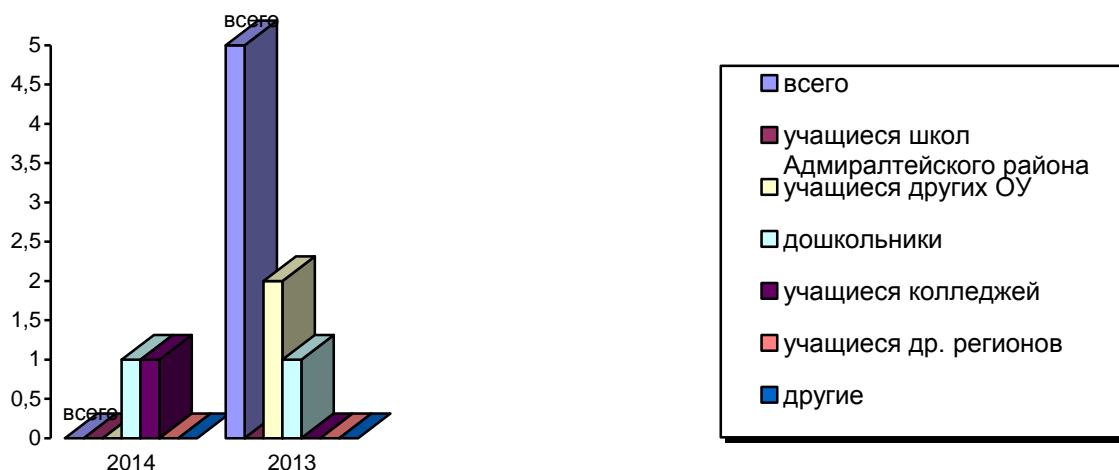 всего
5
4,5
4
3,5
3
2,5
2
1,5
1
0,5
0
всего
2014
2013
всего
учащиеся школ
Адмиралтейского района
учащиеся других ОУ
дошкольники
учащиеся колледжей
учащиеся др. регионов
другие